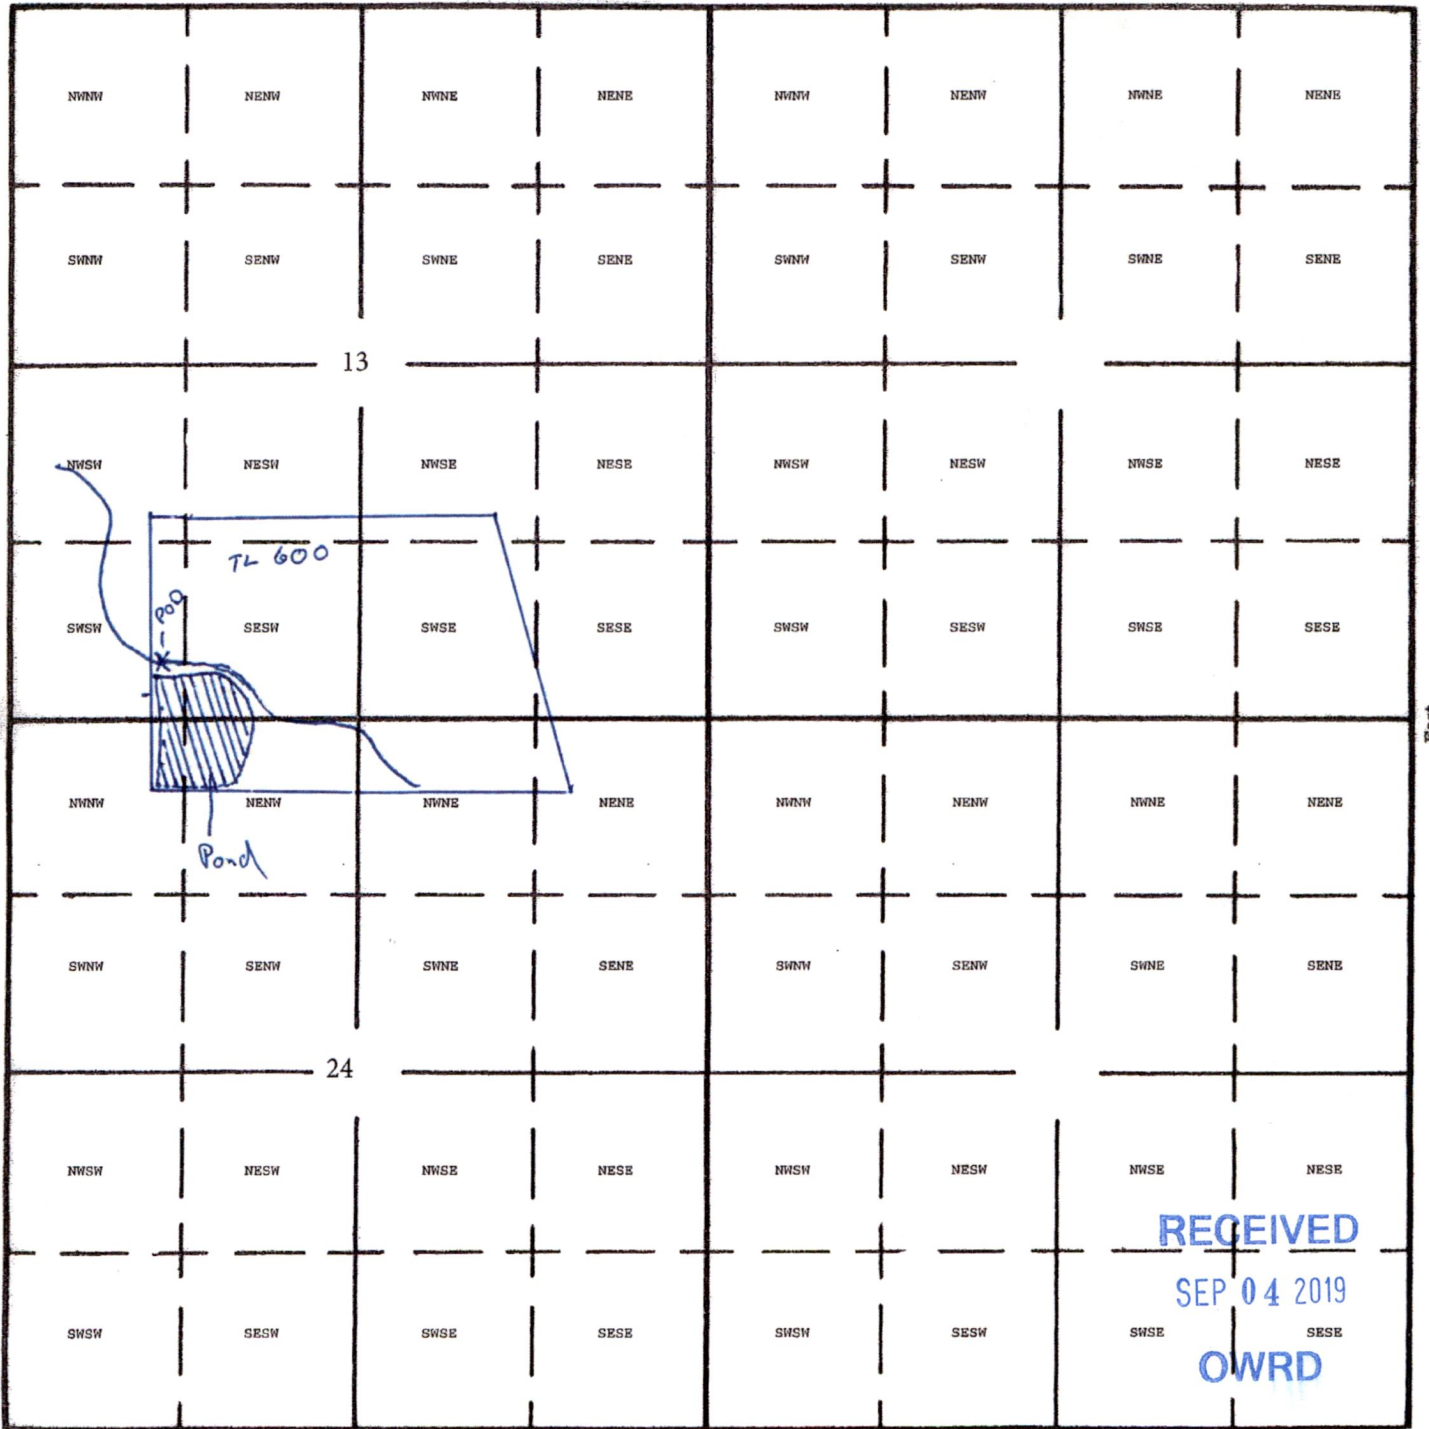 NWNW NENW NWNE NENE NWNW NENW NWNE NENE
SWNW SENW SWNE SENE SWNW SENW SWNE SENE
13
NWSW NESW NWSE NESE NWSW NESW NWSE NESE
TL 600
POD
SWSW SESW SWSE SESE SWSW SESW SWSE SESE
NWNW NENW NWNE NENE NWNW NENW NWNE NENE
Pond
SWNW SENW SWNE SENE SWNW SENW SWNE SENE
24
NWSW NESW NWSE NESE NWSW NESW NWSE NESE
RECEIVED
SEP 04 2019
SWSW SESW SWSE SESE SWSW SESW SWSE SESE
OWRD